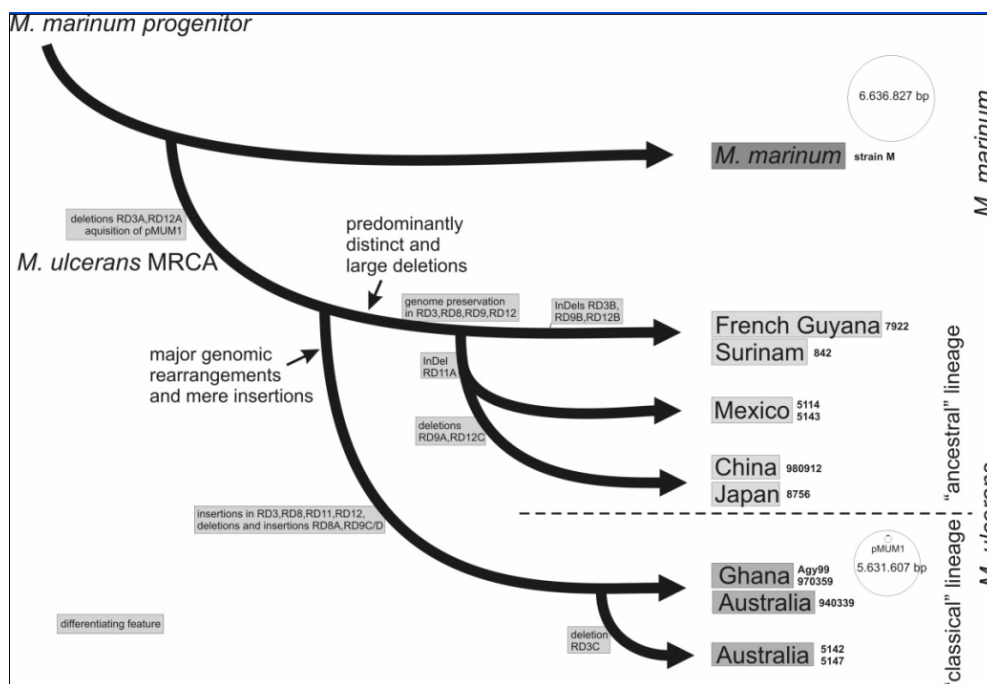 M. marinum progenitor
6.636.827 bp
M. marinum
strain M
M. marinum
deletions RD3A,RD12A
aquisition of pMUM1
M. ulcerans MRCA
predominantly
distinct and
large deletions
genome preservation
in RD3,RD8,RD9,RD12
InDels RD3B,
RD9B,RD12B
French Guyana 7922
Surinam 842
major genomic
rearrangements
and mere insertions
InDel
RD11A
Mexico 5114
5143
deletions
RD9A,RD12C
China 980912
Japan 8756
"ancestral" lineage
M. ulcerans
insertions in RD3,RD8,RD11,RD12,
deletions and insertions RD8A,RD9C/D
pMUM1
5.631.607 bp
Ghana Agy99
970359
Australia 940339
"classical" lineage
differentiating feature
deletion
RD3C
Australia 5142
5147